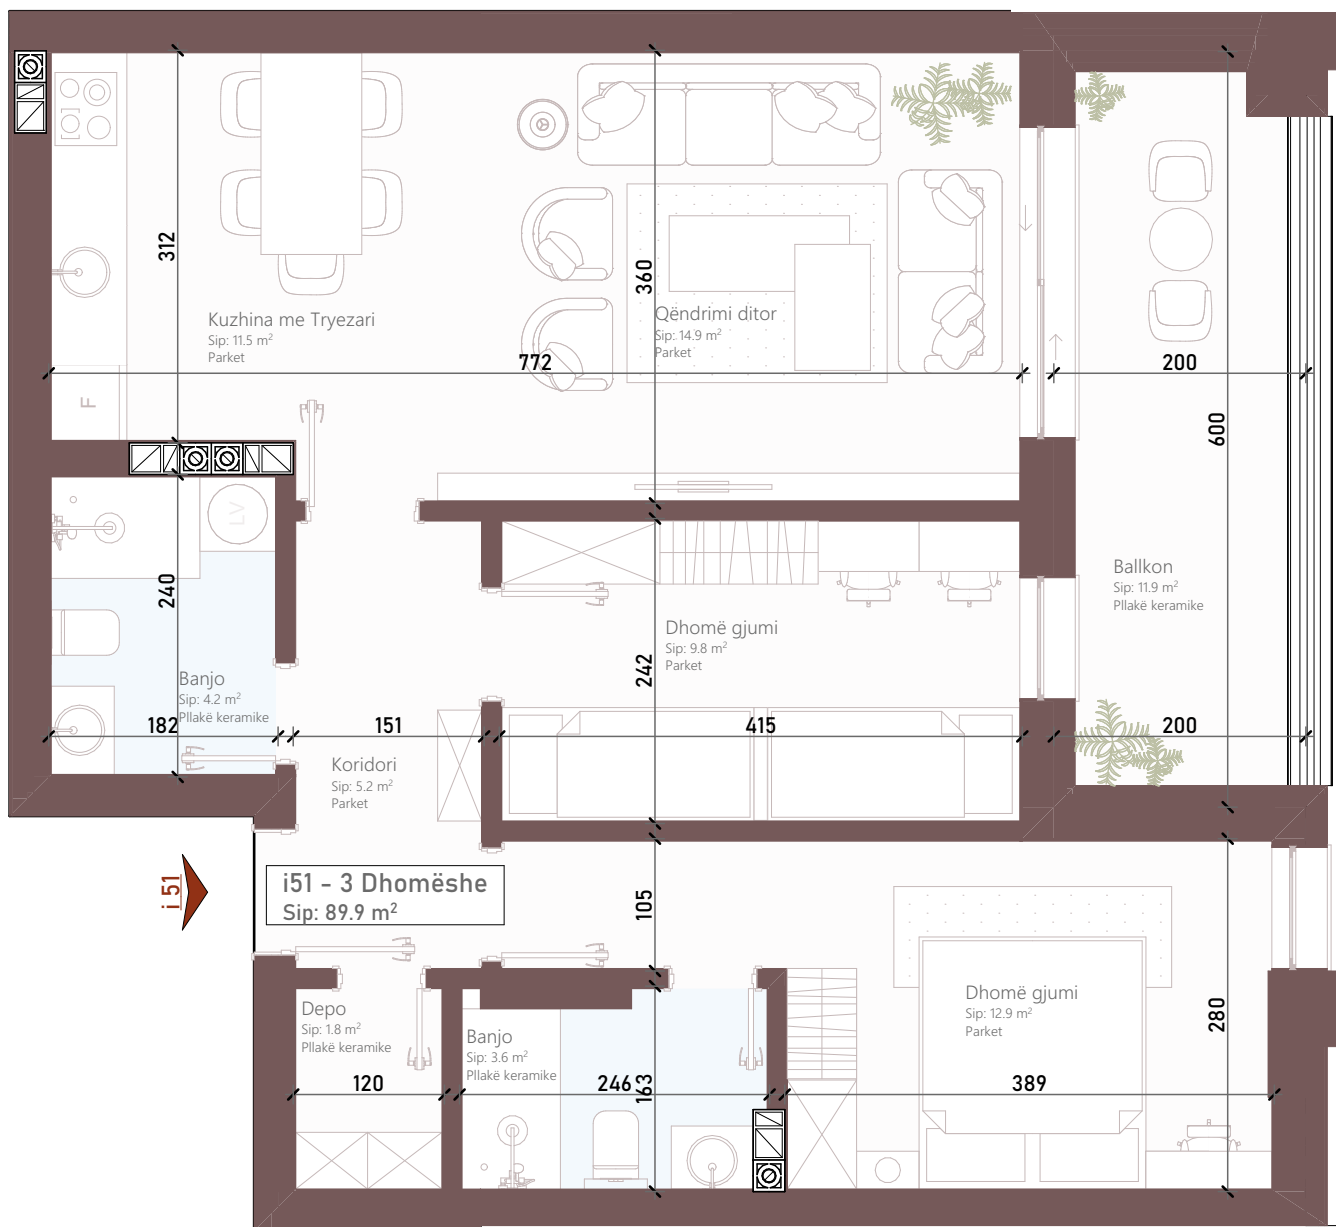 312
360
Kuzhina me Tryezari
Sip: 11.5 m²
Parket
Qëndrimi ditor
Sip: 14.9 m²
Parket
772
200
F
600
LV
240
Ballkon
Sip: 11.9 m²
Pllakë keramike
Dhomë gjumi
Sip: 9.8 m²
Parket
242
Banjo
Sip: 4.2 m²
Pllakë keramike
182
151
415
200
Koridori
Sip: 5.2 m²
Parket
i 51
i51 - 3 Dhomëshe
Sip: 89.9 m²
105
Depo
Sip: 1.8 m²
Pllakë keramike
Banjo
Sip: 3.6 m²
Pllakë keramike
Dhomë gjumi
Sip: 12.9 m²
Parket
280
120
246
163
389